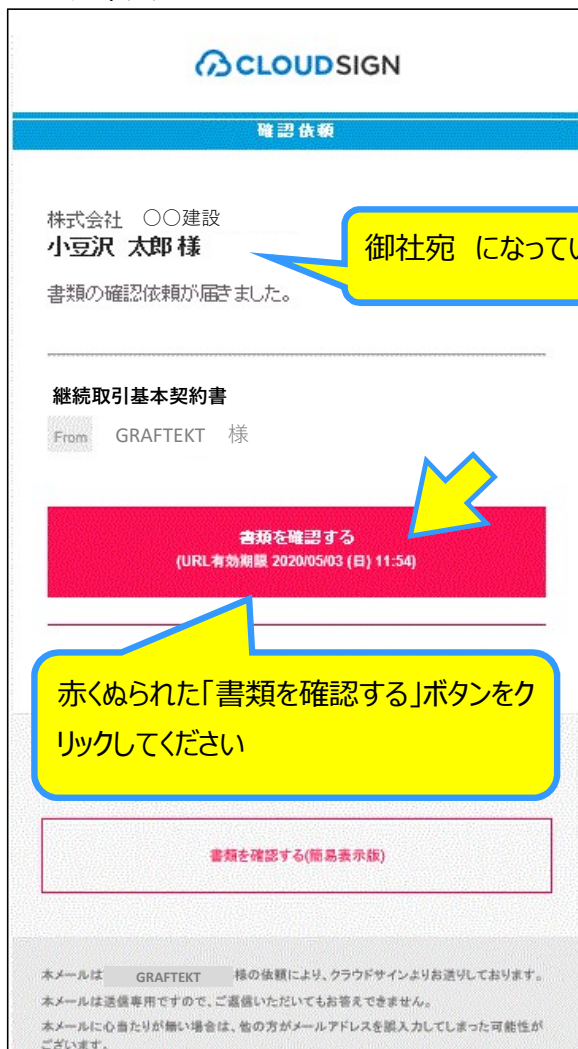 CLOUDSIGN
確認依頼
株式会社 〇〇建設
小豆沢 太郎 様
御社宛 になってい
書類の確認依頼が届きました。
継続取引基本契約書
From GRAFTEKT 様
書類を確認する
(URL有効期限 2020/05/03 (日) 11:54)
赤くぬられた「書類を確認する」ボタンをク
リックしてください
書類を確認する(簡易表示版)
本メールは GRAFTEKT 様の依頼により、クラウドサインよりお送りしております。
本メールは送信専用ですので、ご返信いただいてもお答えできません。
本メールに心当たりが無い場合は、他の方がメールアドレスを誤入力してしまった可能性が
ございます。